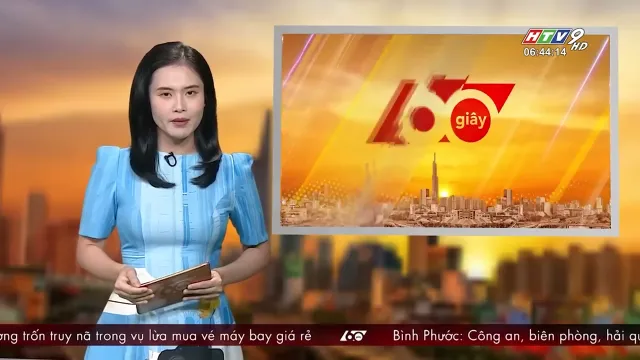 HTV9
HD
06:44:14
60
giây
ơng trốn truy nã trong vụ lừa mua vé máy bay giá rẻ
60
Bình Phước: Công an, biên phòng, hải q